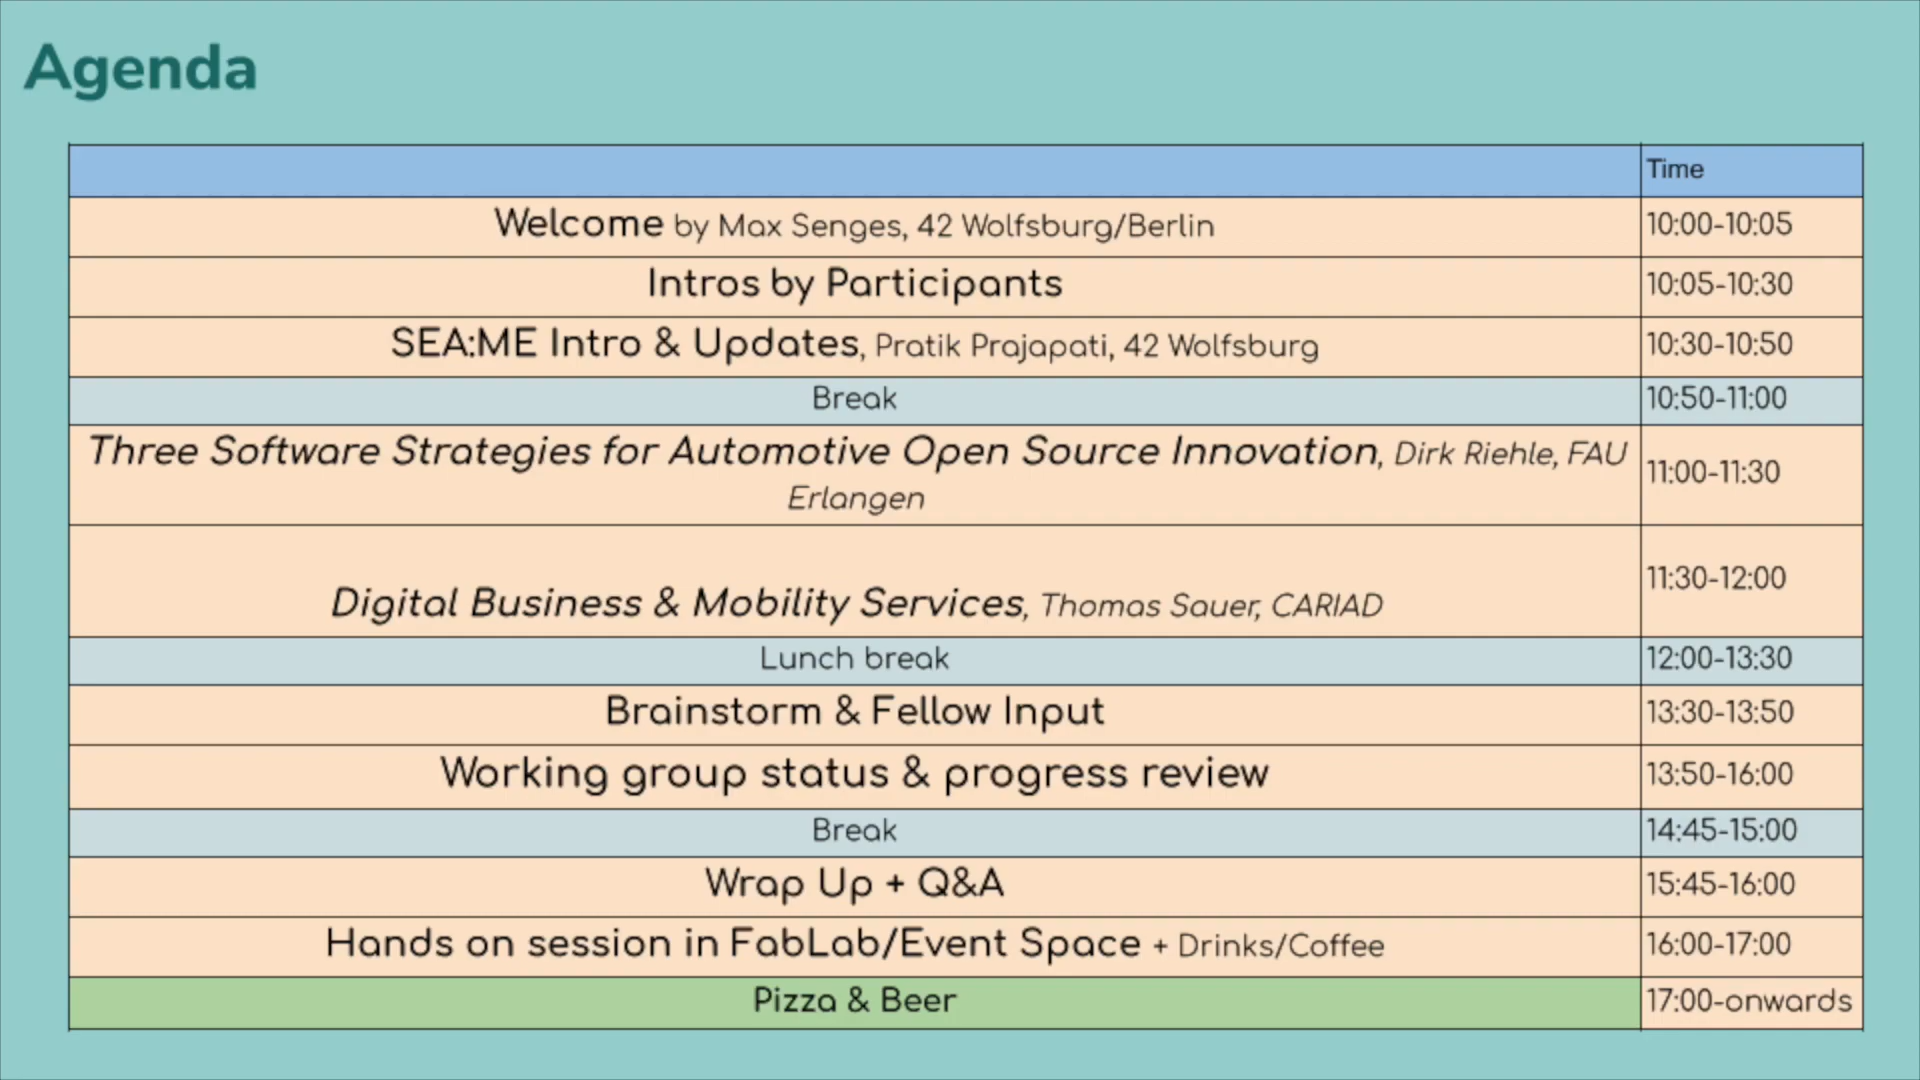 Agenda
Time
Welcome by Max Senges, 42 Wolfsburg/Berlin 10:00-10:05
Intros by Participants 10:05-10:30
SEA:ME Intro & Updates, Pratik Prajapati, 42 Wolfsburg 10:30-10:50
Break 10:50-11:00
Three Software Strategies for Automotive Open Source Innovation, Dirk Riehle, FAU
Erlangen
11:00-11:30
Digital Business & Mobility Services, Thomas Sauer, CARIAD
11:30-12:00
Lunch break 12:00-13:30
Brainstorm & Fellow Input 13:30-13:50
Working group status & progress review 13:50-16:00
Break 14:45-15:00
Wrap Up + Q&A 15:45-16:00
Hands on session in FabLab/Event Space + Drinks/Coffee 16:00-17:00
Pizza & Beer 17:00-onwards